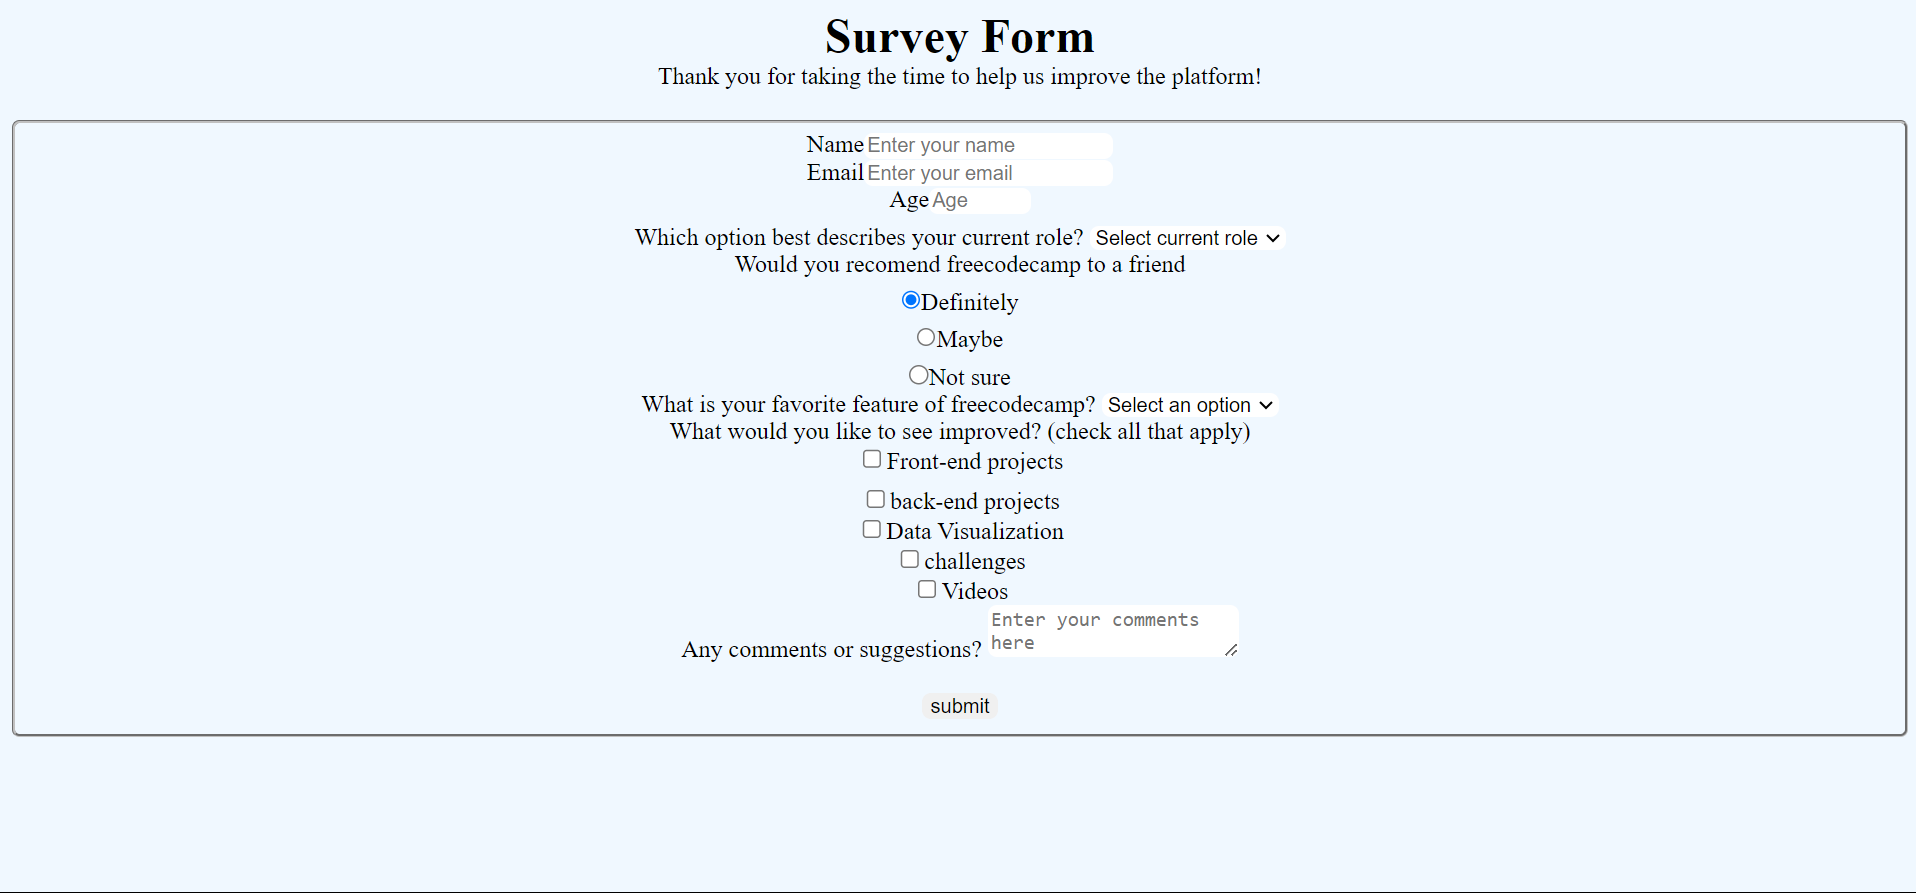 Survey Form
Thank you for taking the time to help us improve the platform!
Name Enter your name
Email Enter your email
Age Age
Which option best describes your current role? Select current role
Would you recomend freecodecamp to a friend
Definitely
Maybe
Not sure
What is your favorite feature of freecodecamp? Select an option
What would you like to see improved? (check all that apply)
Front-end projects
back-end projects
Data Visualization
challenges
Videos
Enter your comments
here
Any comments or suggestions?
submit